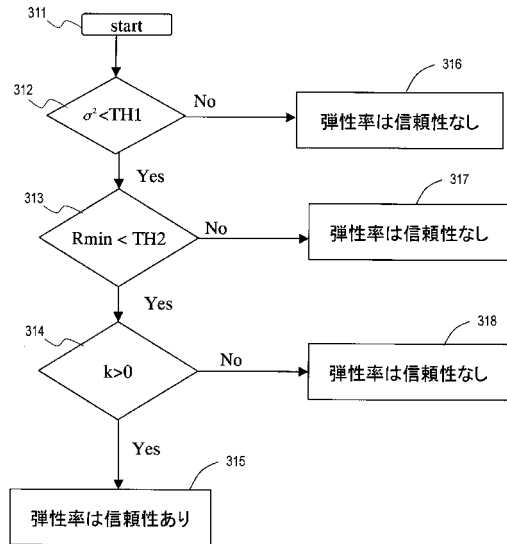 311
start
312
σ²<TH1
No
316
弾性率は信頼性なし
Yes
313
Rmin < TH2
No
317
弾性率は信頼性なし
Yes
314
k>0
No
318
弾性率は信頼性なし
Yes
315
弾性率は信頼性あり